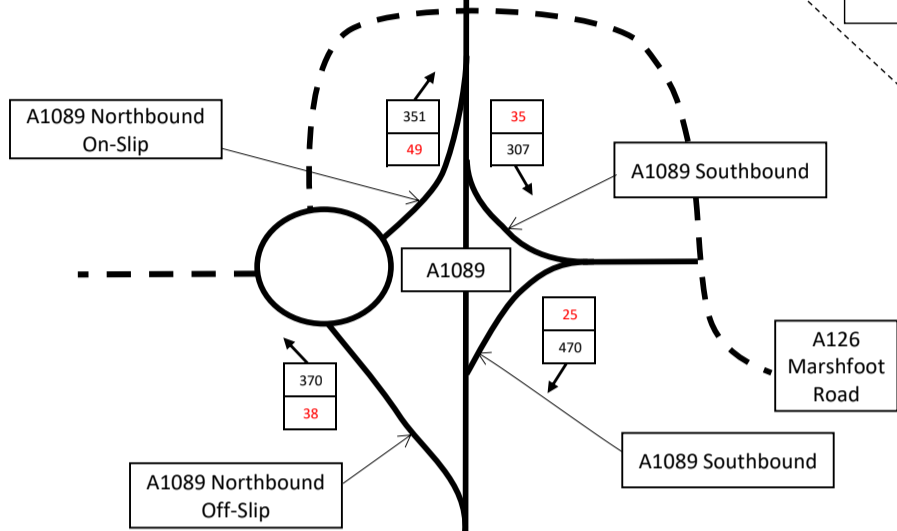 A1089 Northbound
On-Slip
351
49
35
307
A1089 Southbound
A1089
25
470
A126
Marshfoot
Road
370
38
A1089 Southbound
A1089 Northbound
Off-Slip